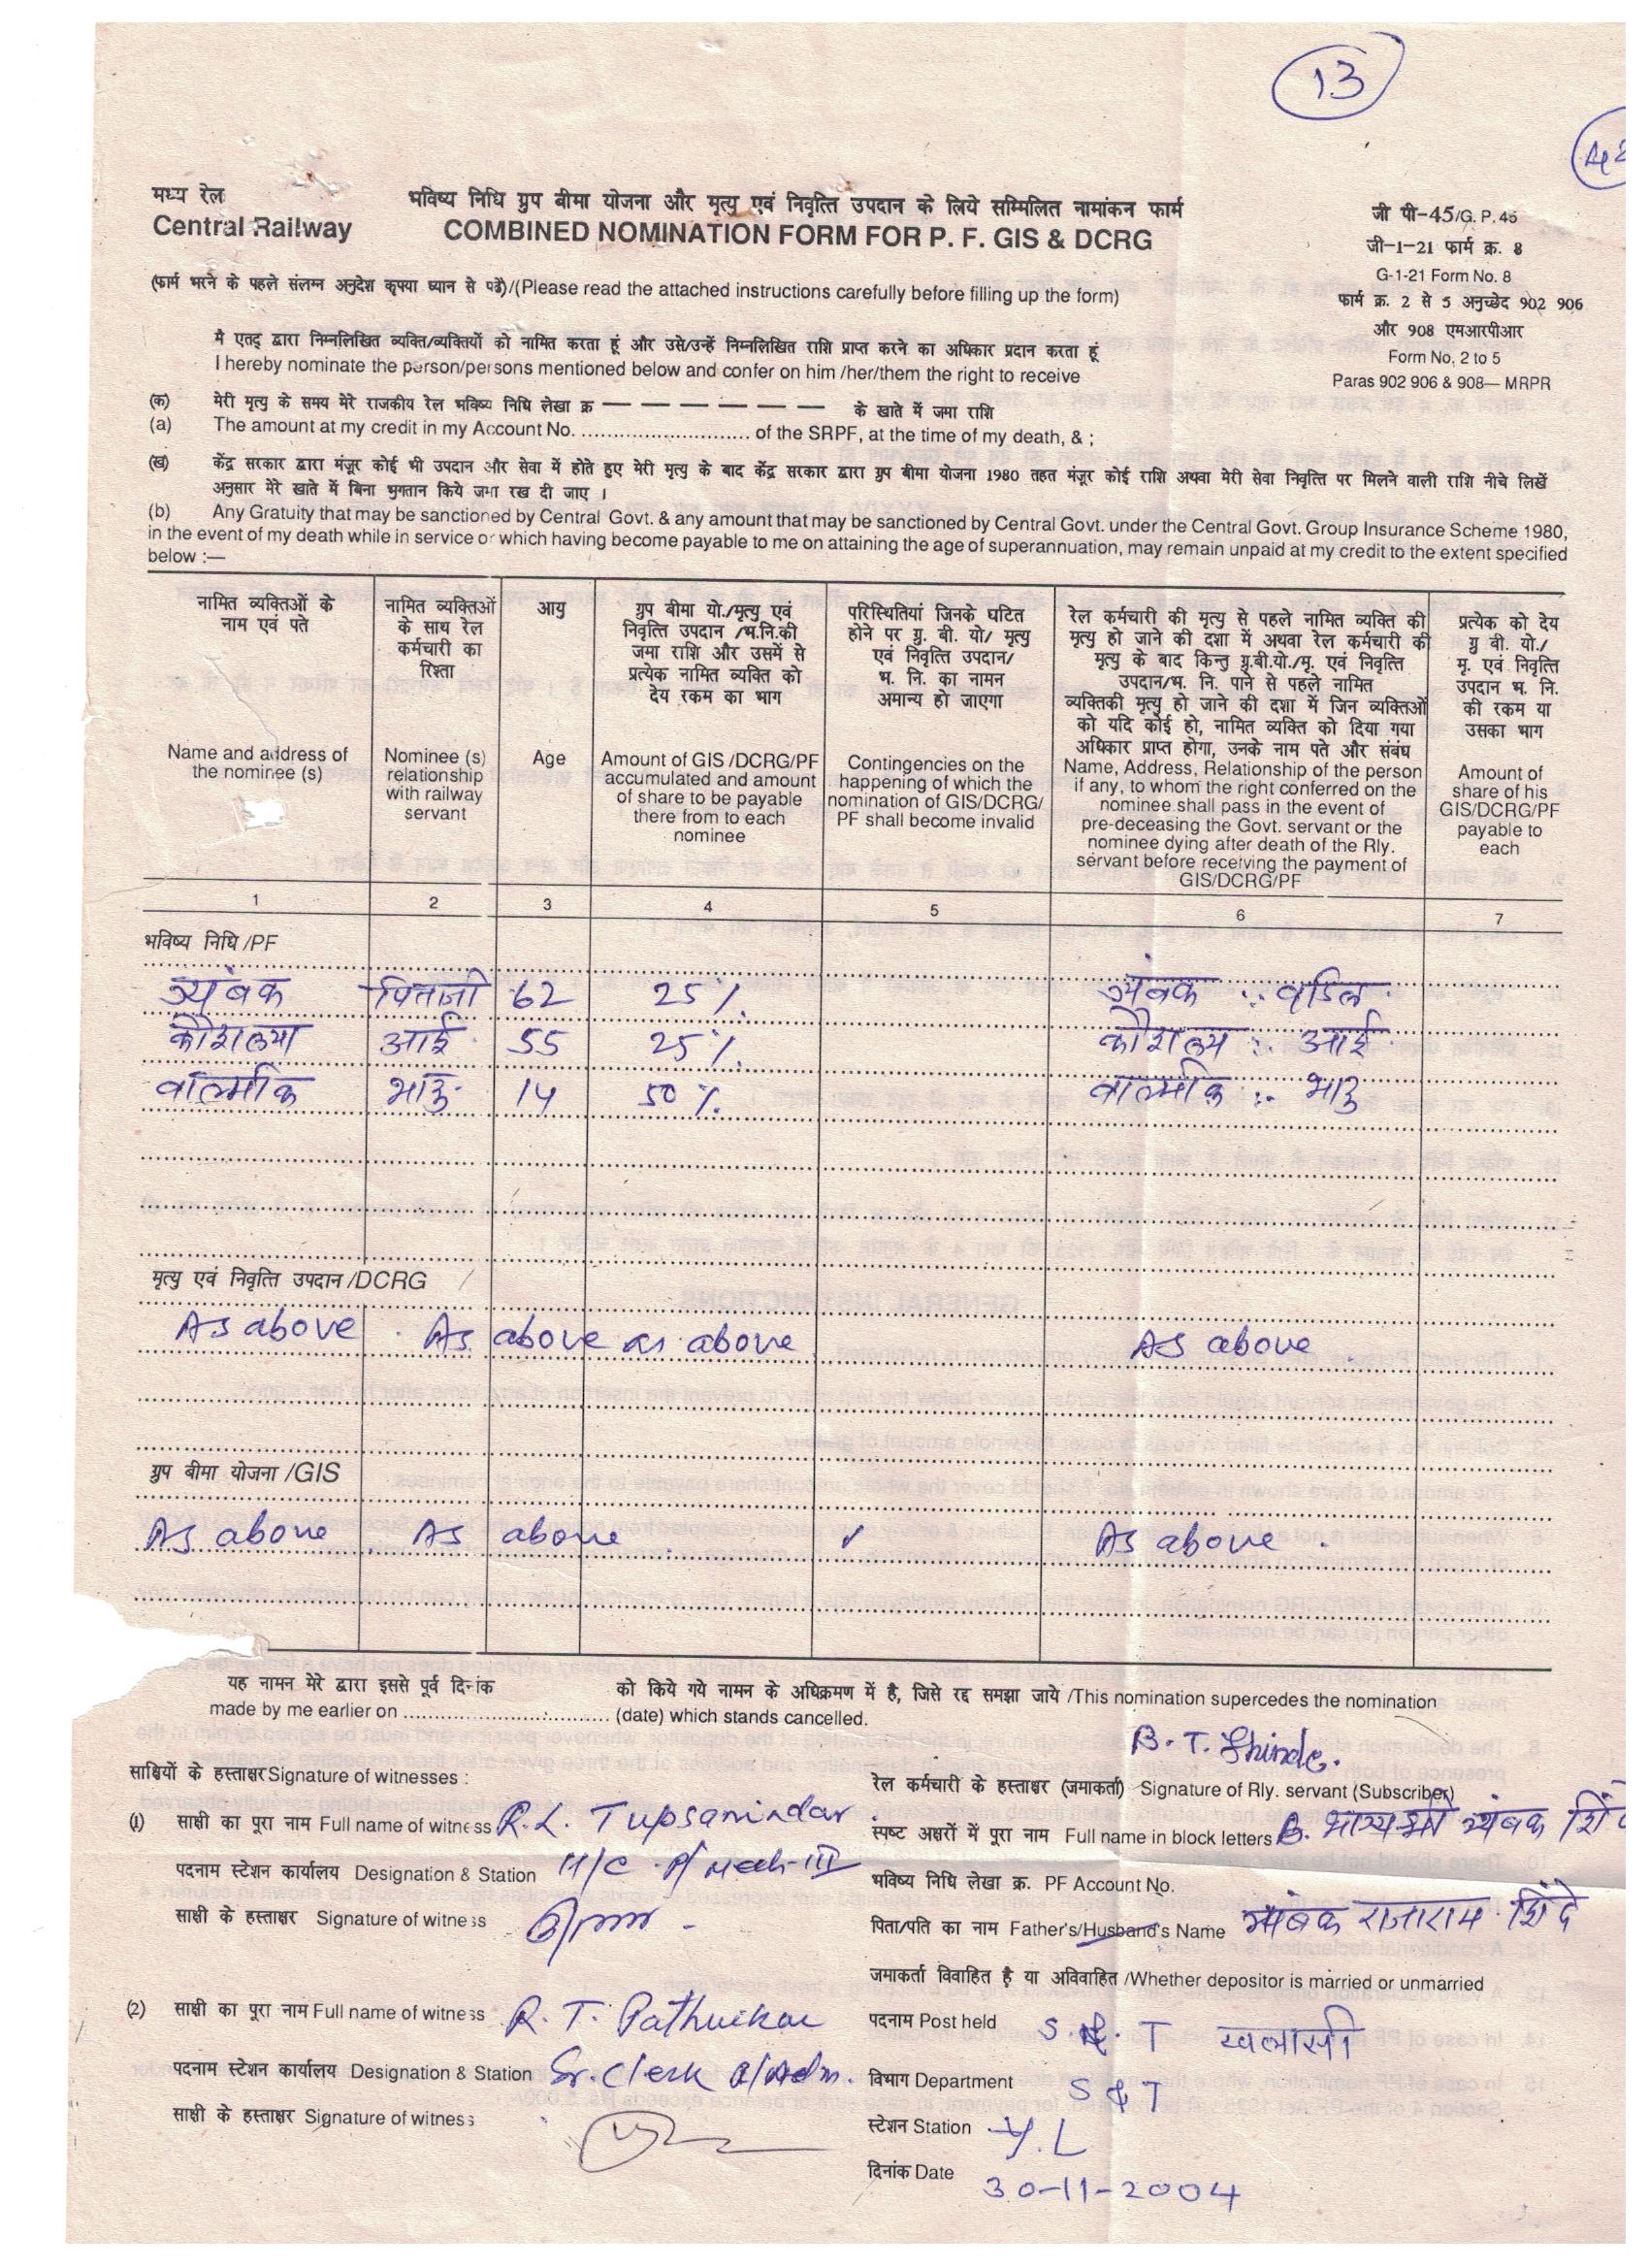 13
मध्य रेल
Central Railway
भविष्य निधि ग्रुप बीमा योजना और मृत्यु एवं निवृत्ति उपदान के लिये सम्मिलित नामांकन फार्म
COMBINED NOMINATION FORM FOR P. F. GIS & DCRG
जी पी-45/G. P. 45
जी-1-21 फार्म क्र. 8
G-1-21 Form No. 8
फार्म क्र. 2 से 5 अनुच्छेद 902 906
और 908 एमआरपीआर
Form No, 2 to 5
Paras 902 906 & 908— MRPR
(फार्म भरने के पहले संलग्न अनुदेश कृपया ध्यान से पढें)/(Please read the attached instructions carefully before filling up the form)
मै एतद् द्वारा निम्नलिखित व्यक्ति/व्यक्तियों को नामित करता हूं और उसे/उन्हें निम्नलिखित राशि प्राप्त करने का अधिकार प्रदान करता हूं
I hereby nominate the person/persons mentioned below and confer on him /her/them the right to receive
(क) मेरी मृत्यु के समय मेरे राजकीय रेल भविष्य निधि लेखा क्र — — — — — — — के खाते में जमा राशि
(a) The amount at my credit in my Account No. ............................ of the SRPF, at the time of my death, & ;
(ख) केंद्र सरकार द्वारा मंजूर कोई भी उपदान और सेवा में होते हुए मेरी मृत्यु के बाद केंद्र सरकार द्वारा ग्रुप बीमा योजना 1980 तहत मंजूर कोई राशि अथवा मेरी सेवा निवृत्ति पर मिलने वाली राशि नीचे लिखें
अनुसार मेरे खाते में बिना भुगतान किये जमा रख दी जाए ।
(b) Any Gratuity that may be sanctioned by Central Govt. & any amount that may be sanctioned by Central Govt. under the Central Govt. Group Insurance Scheme 1980,
in the event of my death while in service or which having become payable to me on attaining the age of superannuation, may remain unpaid at my credit to the extent specified
below :—
नामित व्यक्तिओं के
नाम एवं पते
Name and address of
the nominee (s)
नामित व्यक्तिओं
के साथ रेल
कर्मचारी का
रिश्ता
Nominee (s)
relationship
with railway
servant
आयु
Age
ग्रुप बीमा यो./मृत्यु एवं
निवृत्ति उपदान /भ.नि.की
जमा राशि और उसमें से
प्रत्येक नामित व्यक्ति को
देय रकम का भाग
Amount of GIS /DCRG/PF
accumulated and amount
of share to be payable
there from to each
nominee
परिस्थितियां जिनके घटित
होने पर ग्रु. बी. यो/ मृत्यु
एवं निवृत्ति उपदान/
भ. नि. का नामन
अमान्य हो जाएगा
Contingencies on the
happening of which the
nomination of GIS/DCRG/
PF shall become invalid
रेल कर्मचारी की मृत्यु से पहले नामित व्यक्ति की
मृत्यु हो जाने की दशा में अथवा रेल कर्मचारी की
मृत्यु के बाद किन्तु ग्रु.बी.यो./मृ. एवं निवृत्ति
उपदान/भ. नि. पाने से पहले नामित
व्यक्तिकी मृत्यु हो जाने की दशा में जिन व्यक्तिओं
को यदि कोई हो, नामित व्यक्ति को दिया गया
अधिकार प्राप्त होगा, उनके नाम पते और संबंध
Name, Address, Relationship of the person
if any, to whom the right conferred on the
nominee shall pass in the event of
pre-deceasing the Govt. servant or the
nominee dying after death of the Rly.
servant before receiving the payment of
GIS/DCRG/PF
प्रत्येक को देय
ग्रु बी. यो./
मृ. एवं निवृत्ति
उपदान भ. नि.
की रकम या
उसका भाग
Amount of
share of his
GIS/DCRG/PF
payable to
each
1 2 3 4 5 6 7
भविष्य निधि /PF
त्र्यंबक पिताजी 62 25% त्र्यंबक :- वडिल
कौशल्या आई 55 25%. कौशल्य :- आई
वाल्मीक भाऊ 14 50%. वाल्मीक :- भाऊ
मृत्यु एवं निवृत्ति उपदान /DCRG
As above As above as above As above
ग्रुप बीमा योजना /GIS
As above As above ✓ As above .
यह नामन मेरे द्वारा इससे पूर्व दिनांक को किये गये नामन के अधिक्रमण में है, जिसे रद्द समझा जाये /This nomination supercedes the nomination
made by me earlier on .................................. (date) which stands cancelled.
B. T. Shinde.
साक्षियों के हस्ताक्षर Signature of witnesses :
रेल कर्मचारी के हस्ताक्षर (जमाकर्ता) Signature of Rly. servant (Subscriber)
(1) साक्षी का पूरा नाम Full name of witness R. L. Tupsamindar
स्पष्ट अक्षरों में पूरा नाम Full name in block letters त्र्यंबक शिंदे
पदनाम स्टेशन कार्यालय Designation & Station H/C P/Mech-III
भविष्य निधि लेखा क्र. PF Account No.
साक्षी के हस्ताक्षर Signature of witness
पिता/पति का नाम Father's/Husband's Name त्र्यंबक राजाराम शिंदे
जमाकर्ता विवाहित है या अविवाहित /Whether depositor is married or unmarried
(2) साक्षी का पूरा नाम Full name of witness R. T. Pathrikar
पदनाम Post held S. & T खलासी
पदनाम स्टेशन कार्यालय Designation & Station Sr. Clerk
विभाग Department S & T
साक्षी के हस्ताक्षर Signature of witness
स्टेशन Station Y. L
दिनांक Date 30-11-2004